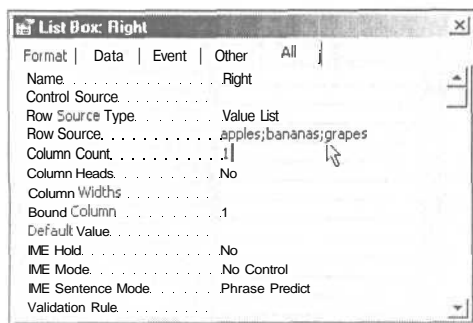 List Box: Right
Format | Data | Event | Other All
Name Right
Control Source
Row Source Type Value List
Row Source apples;bananas;grapes
Column Count 1
Column Heads No
Column Widths
Bound Column 1
Default Value
IME Hold No
IME Mode No Control
IME Sentence Mode Phrase Predict
Validation Rule